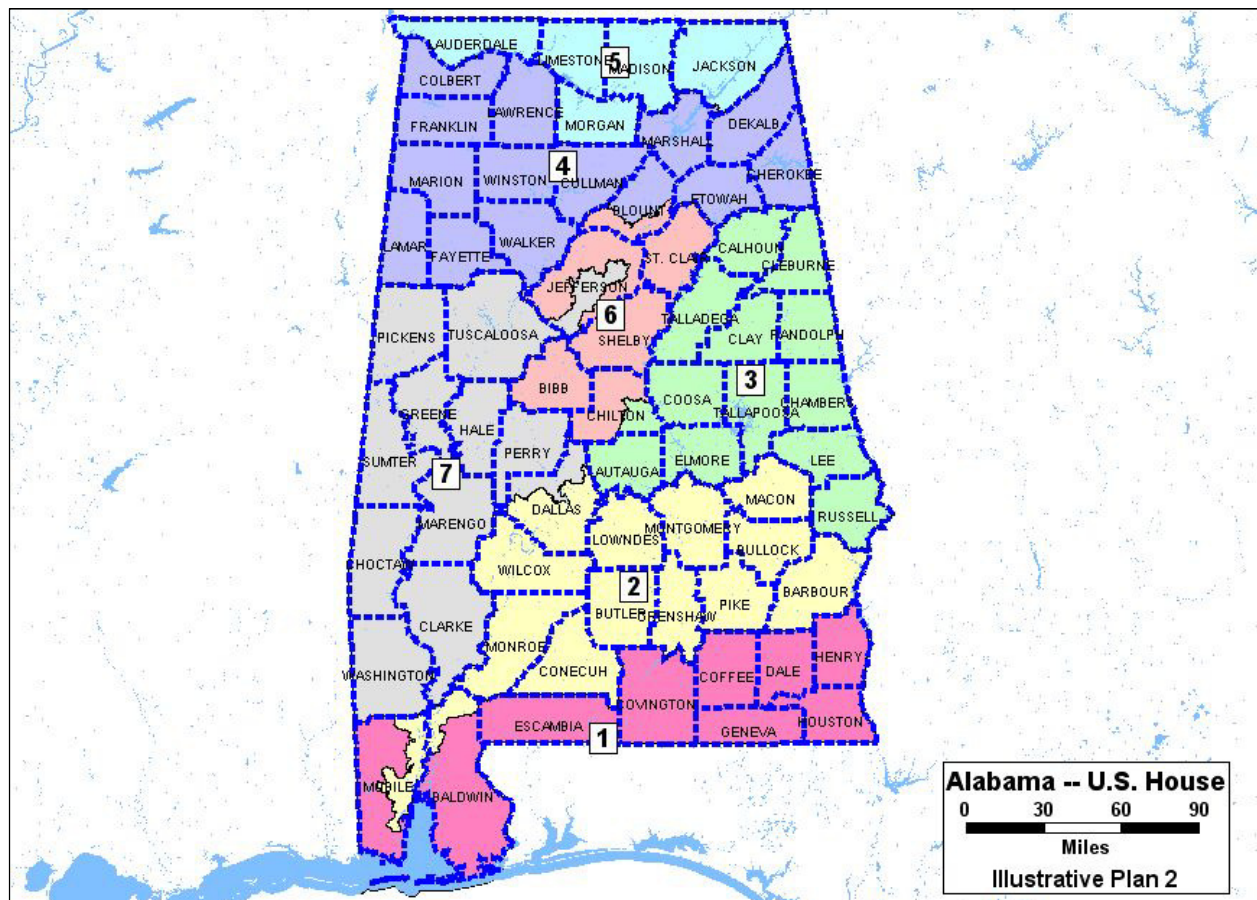 LAUDERDALE
LIMESTONE
5
MADISON
JACKSON
COLBERT
LAWRENCE
FRANKLIN
MORGAN
DEKALB
MARSHALL
4
MARION
WINSTON
CULLMAN
CHEROKEE
ETOWAH
BLOUNT
LAMAR
FAYETTE
WALKER
ST. CLAIR
CALHOUN
CLEBURNE
JEFFERSON
6
TALLADEGA
PICKENS
TUSCALOOSA
SHELBY
CLAY
RANDOLPH
3
BIBB
GREENE
CHILTON
COOSA
TALLAPOOSA
CHAMBERS
HALE
PERRY
SUMTER
7
AUTAUGA
ELMORE
LEE
MACON
DALLAS
RUSSELL
MARENGO
MONTGOMERY
LOWNDES
BULLOCK
CHOCTAW
WILCOX
2
BARBOUR
PIKE
BUTLER
CRENSHAW
CLARKE
MONROE
HENRY
WASHINGTON
CONECUH
COFFEE
DALE
COVINGTON
ESCAMBIA
HOUSTON
1
GENEVA
MOBILE
BALDWIN
Alabama -- U.S. House
0 30 60 90
Miles
Illustrative Plan 2